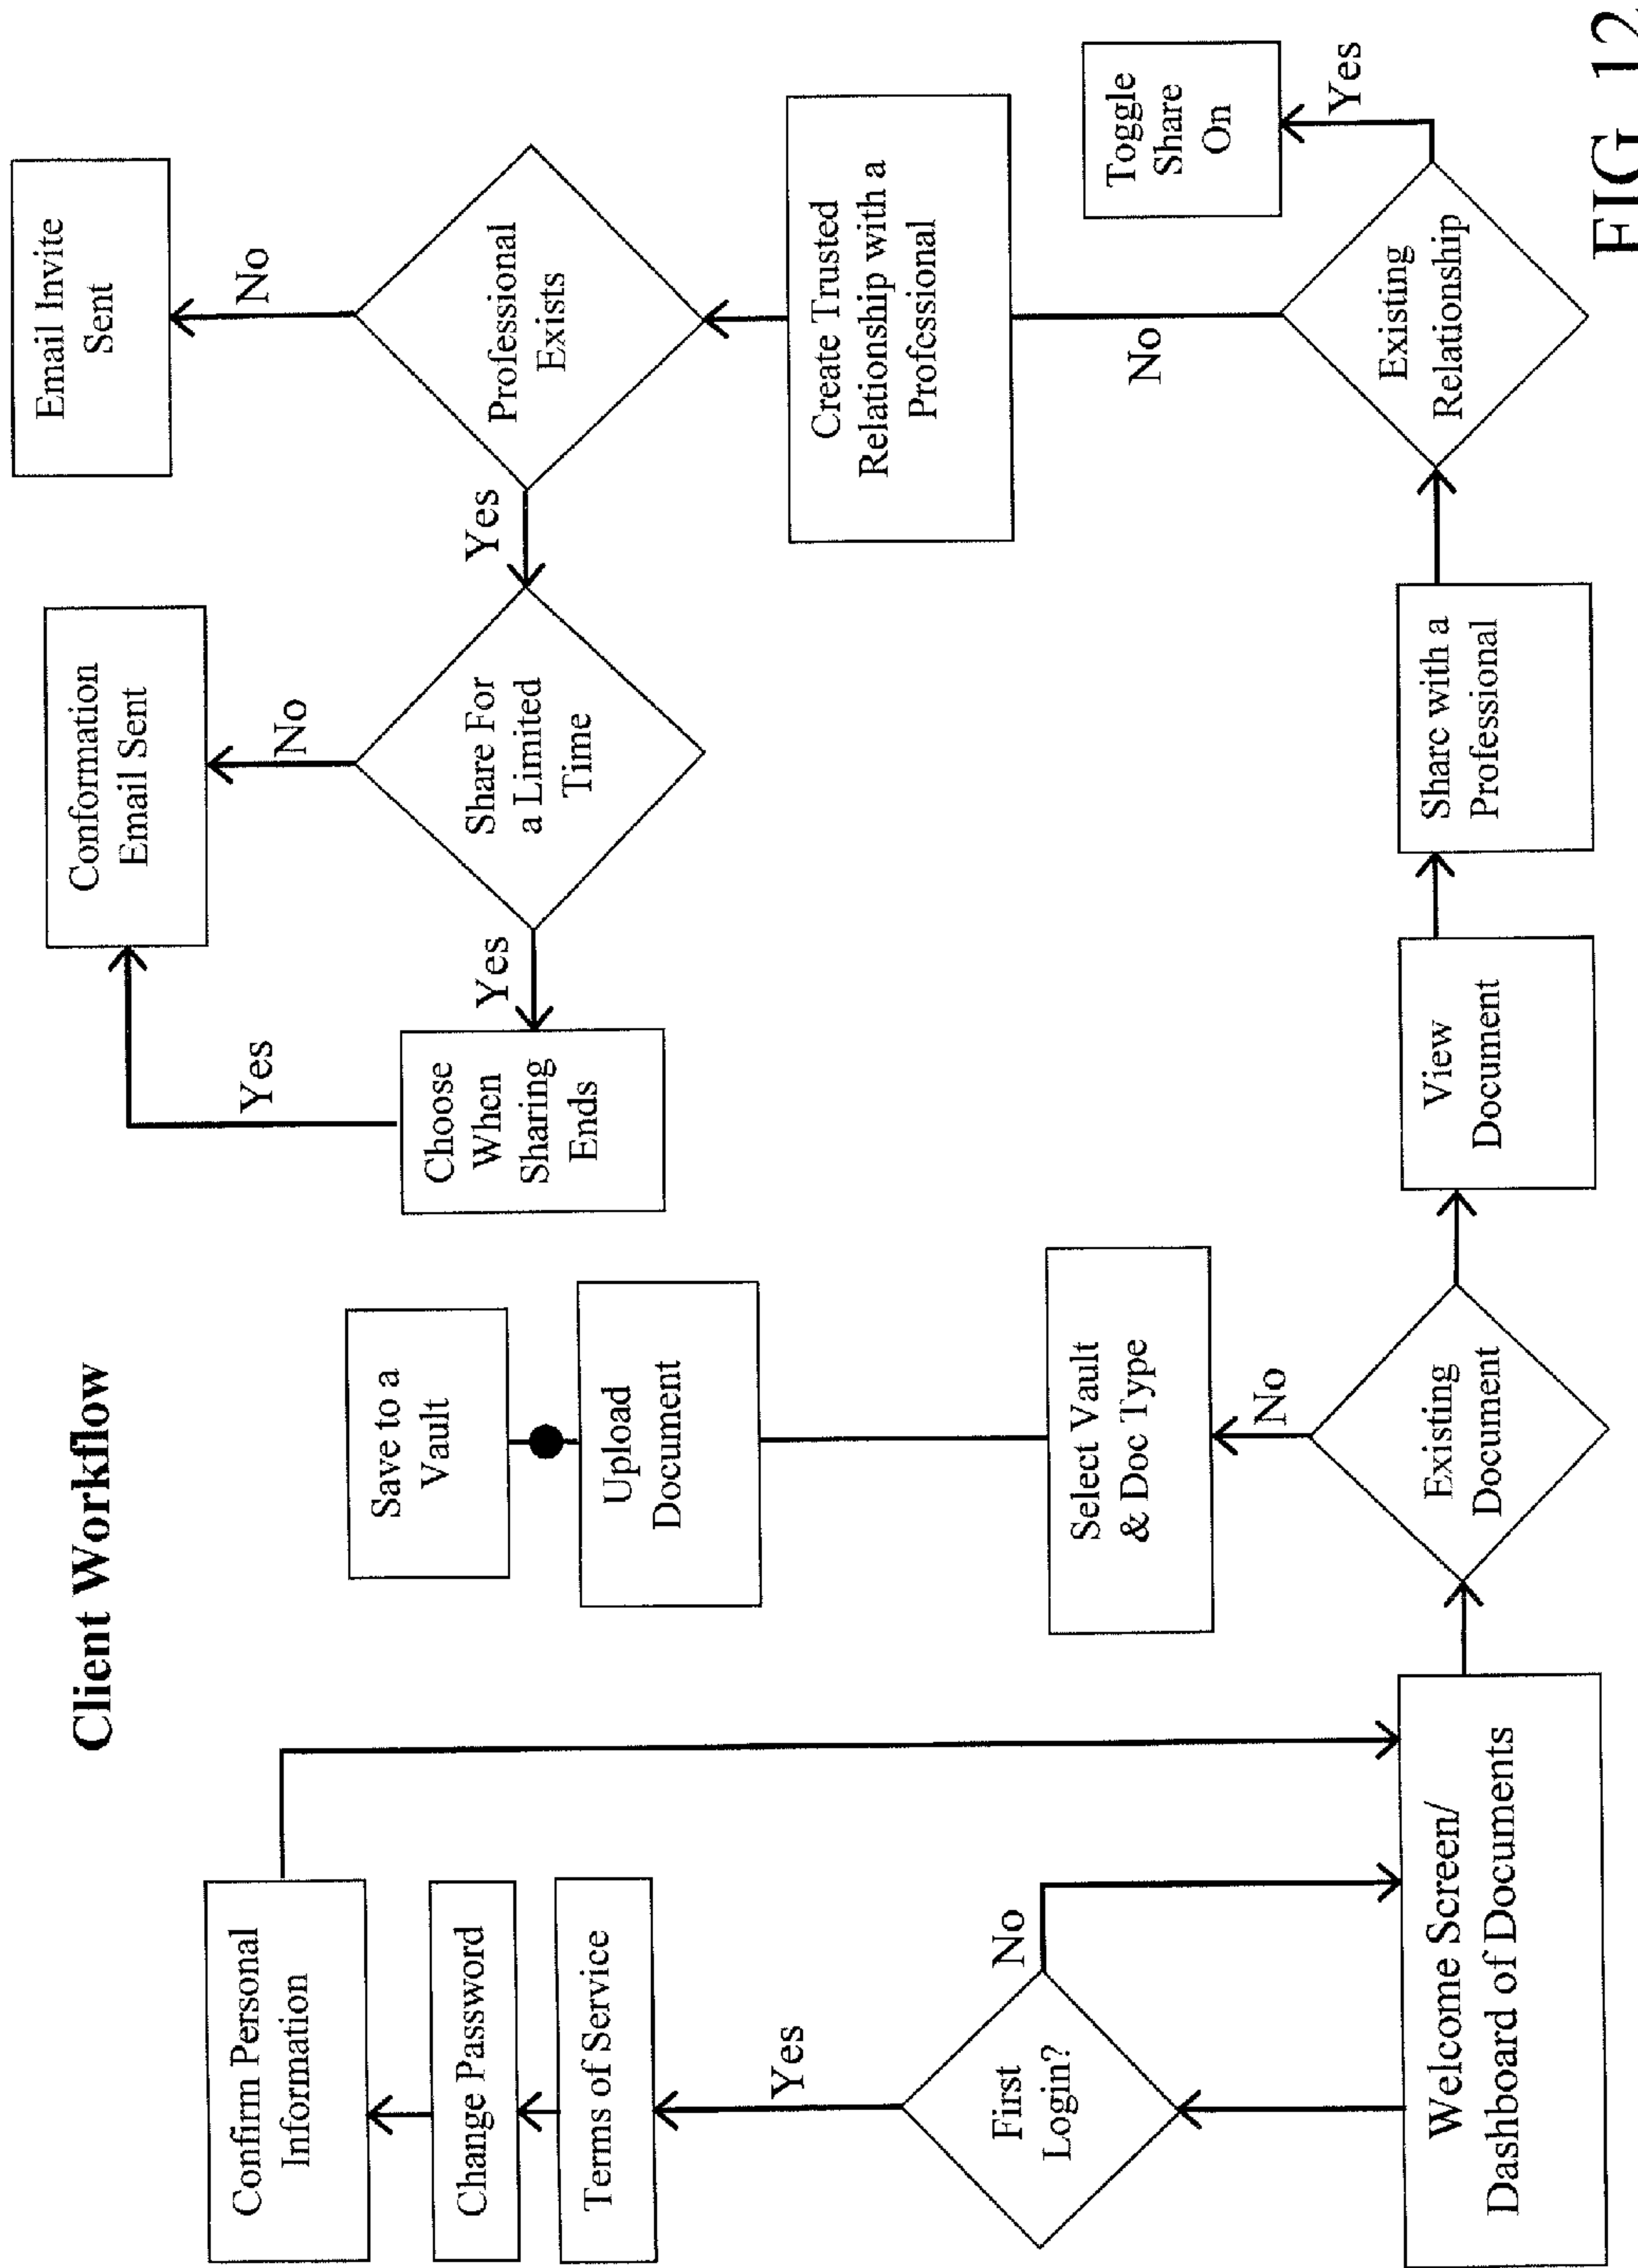 Client Workflow
Confirm Personal
Information
Change Password
Terms of Service
Yes
First
Login?
No
Welcome Screen/
Dashboard of Documents
Save to a
Vault
Upload
Document
Select Vault
& Doc Type
No
Existing
Document
View
Document
Share with a
Professional
Existing
Relationship
Yes
Toggle
Share
On
No
Create Trusted
Relationship with a
Professional
Professional
Exists
No
Email Invite
Sent
Yes
Share For
a Limited
Time
No
Conformation
Email Sent
Yes
Choose
When
Sharing
Ends
Yes
FIG. 12